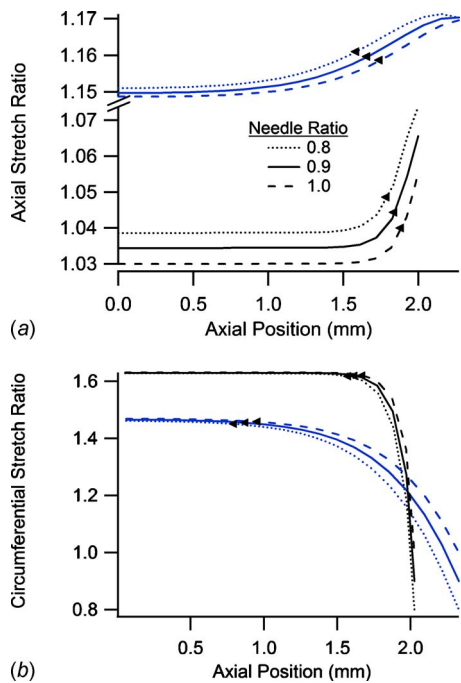 Axial Stretch Ratio
1.17
1.16
1.15
1.07
1.06
1.05
1.04
1.03
Needle Ratio
0.8
0.9
1.0
0.0 0.5 1.0 1.5 2.0
(a) Axial Position (mm)
Circumferential Stretch Ratio
1.6
1.4
1.2
1.0
0.8
0.5 1.0 1.5 2.0
(b) Axial Position (mm)